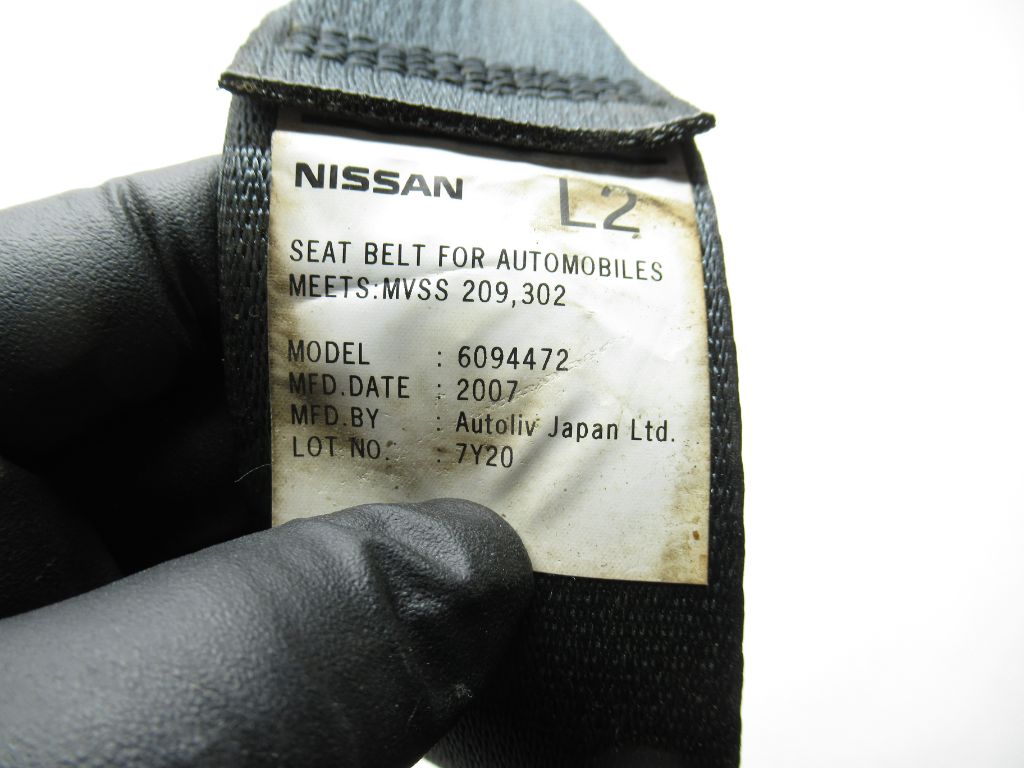 NISSAN L2
SEAT BELT FOR AUTOMOBILES
MEETS:MVSS 209,302
MODEL : 6094472
MFD.DATE : 2007
MFD.BY : Autoliv Japan Ltd.
LOT NO. : 7Y20